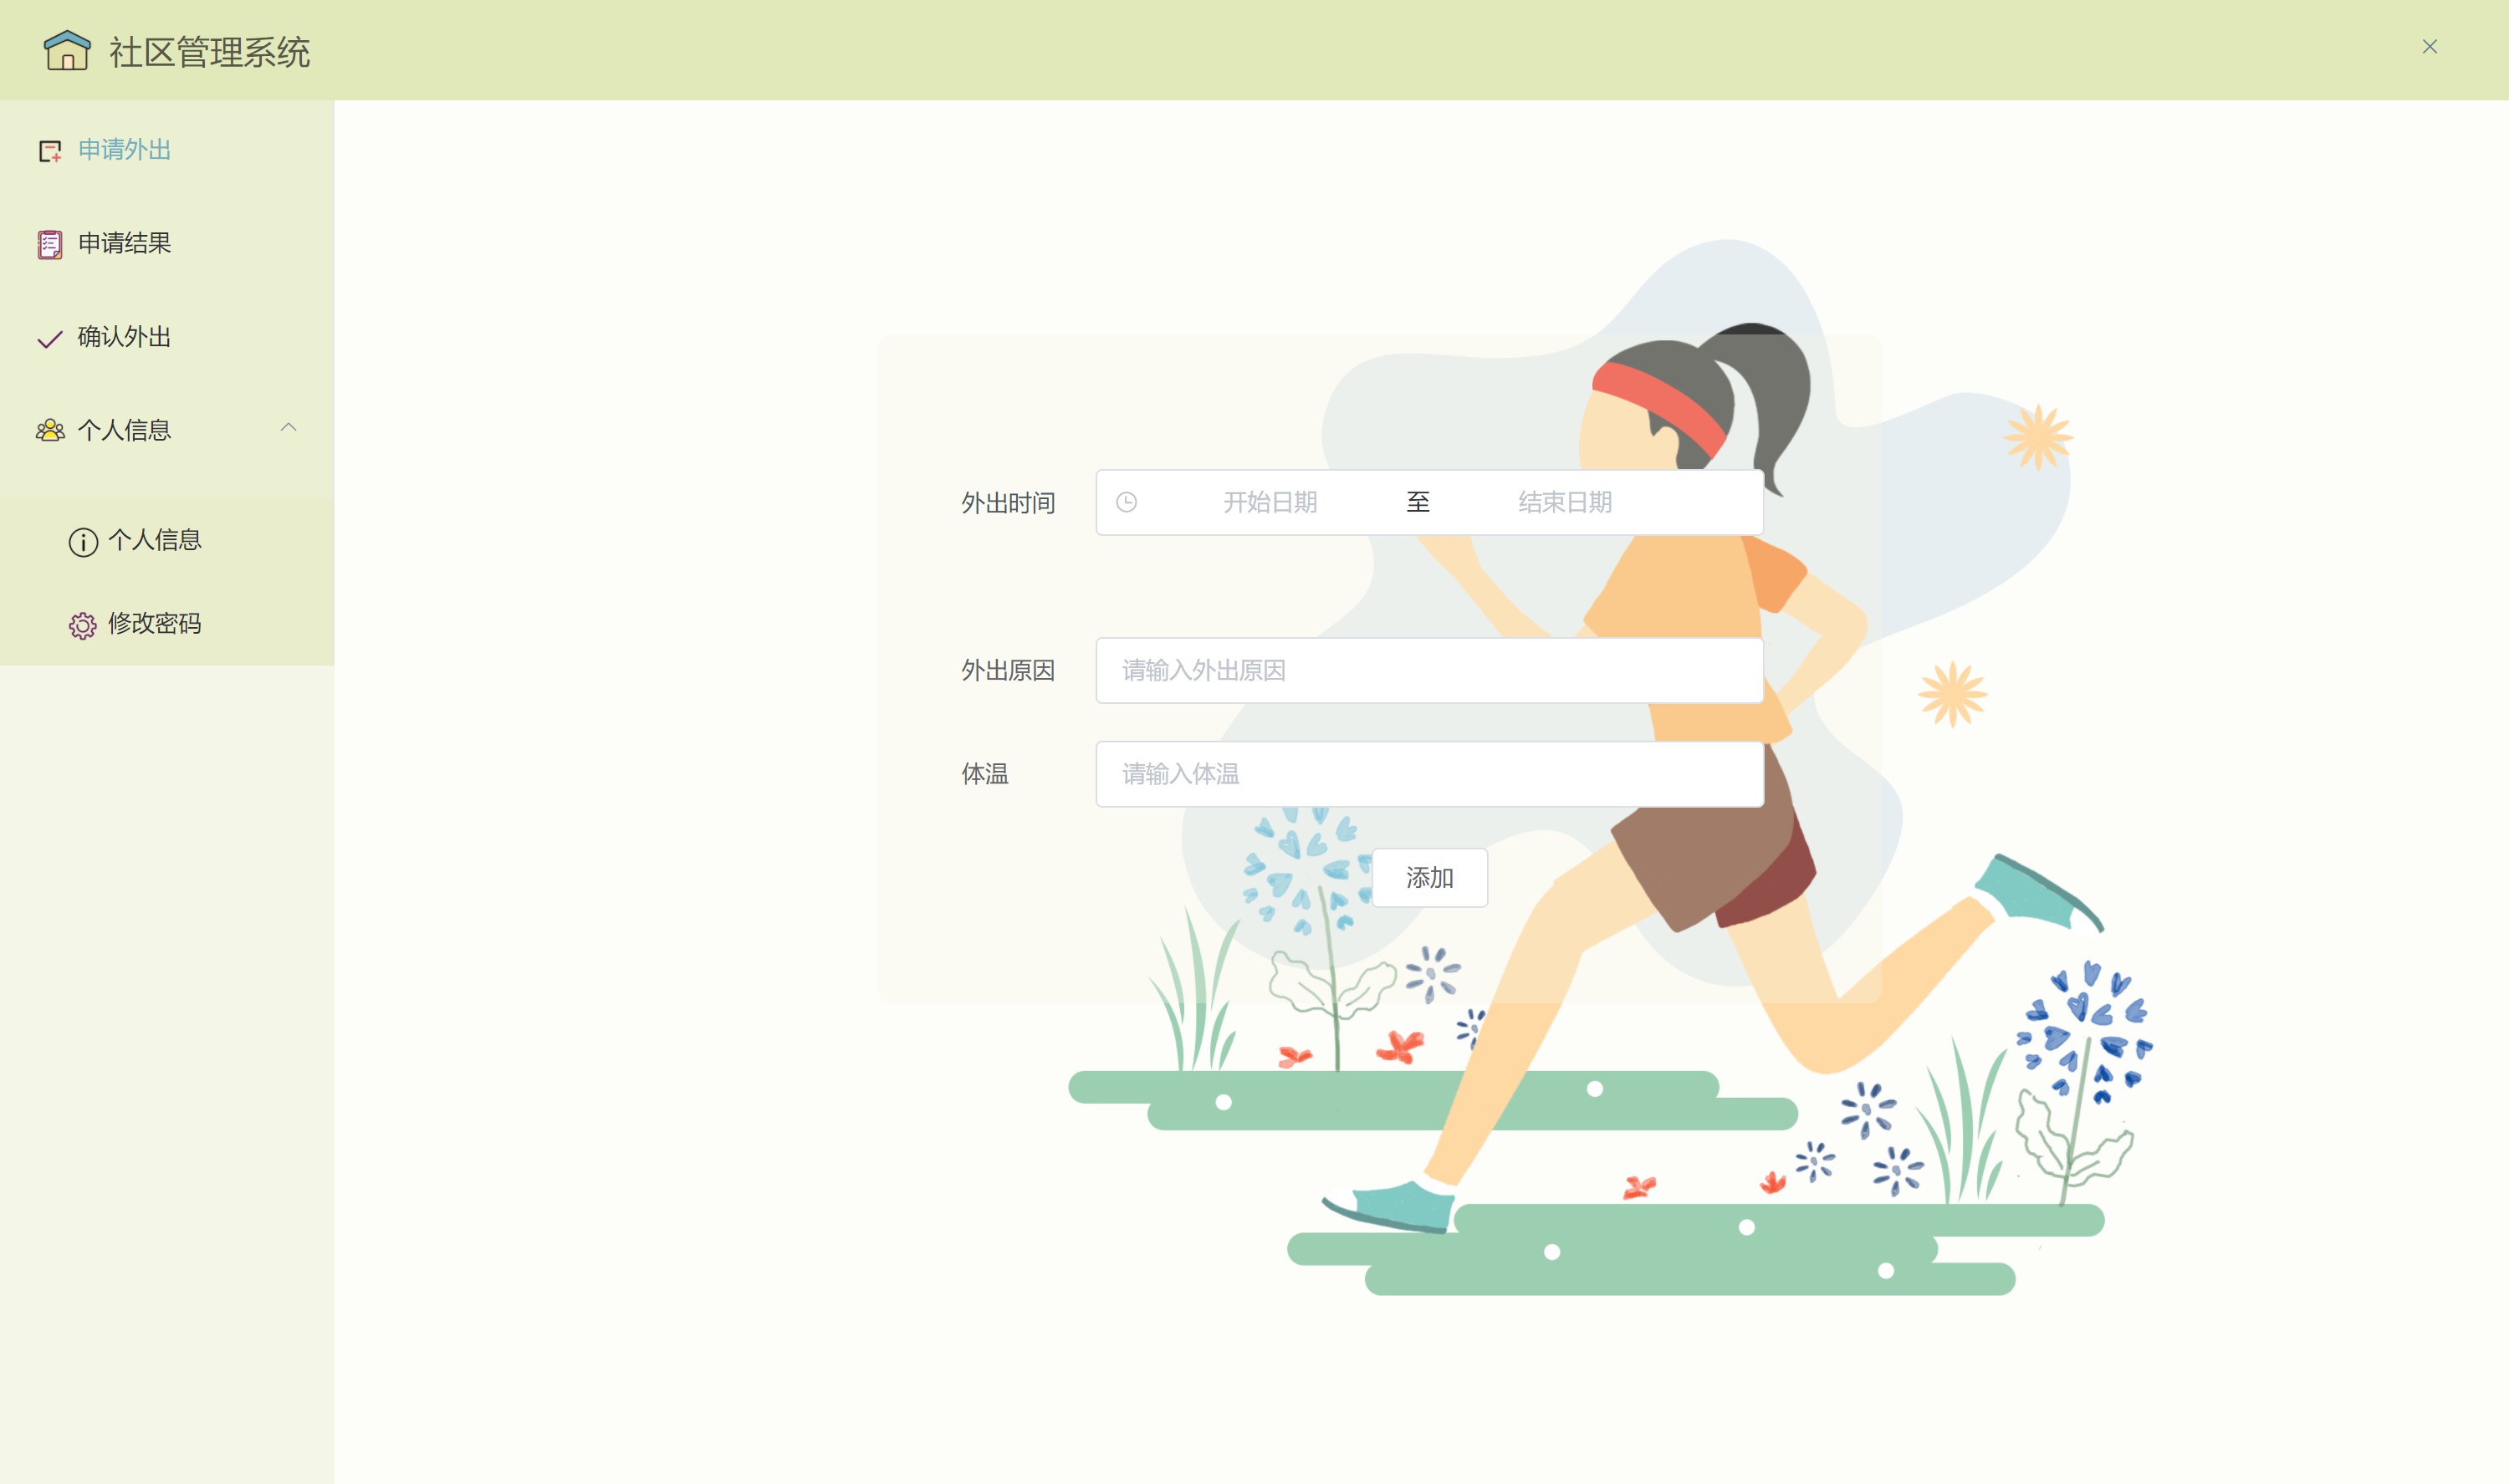 社区管理系统
申请外出
申请结果
确认外出
个人信息
个人信息
修改密码
外出时间 开始日期 至 结束日期
外出原因 请输入外出原因
体温 请输入体温
添加